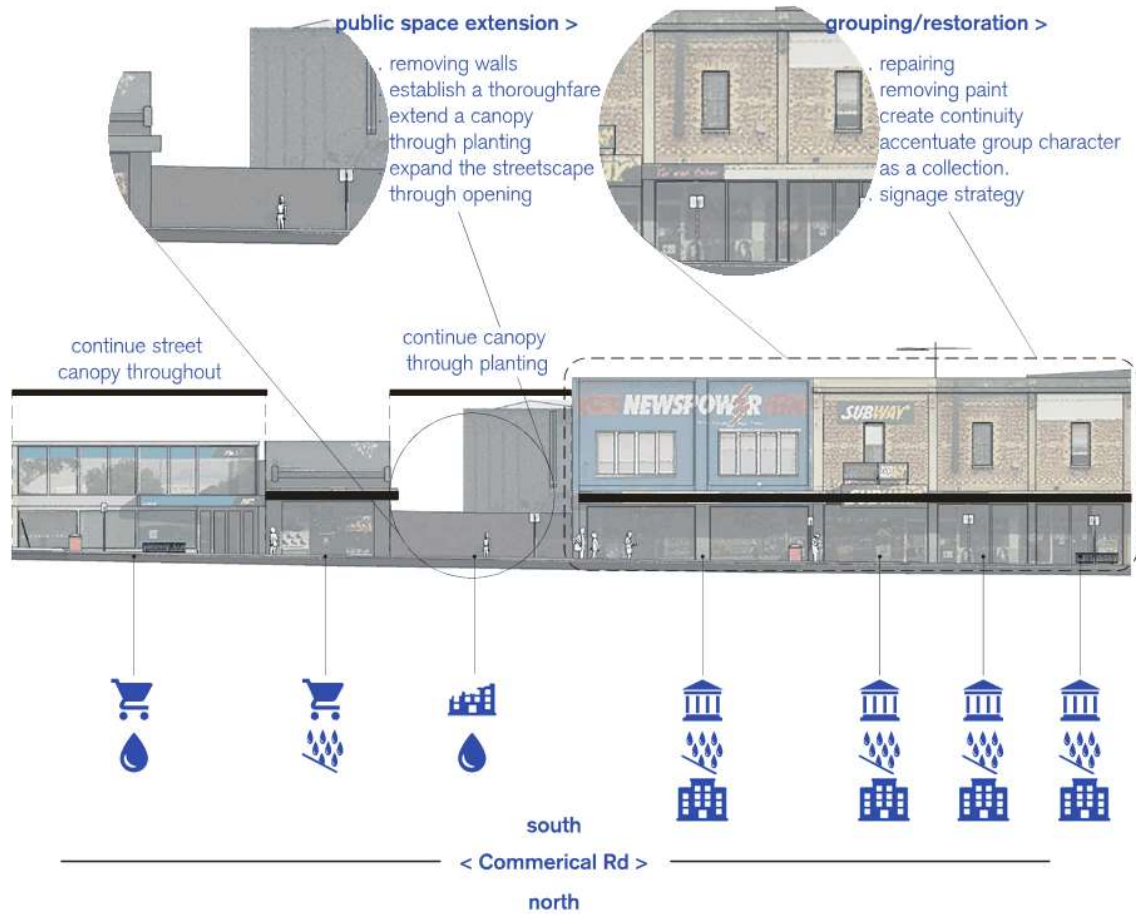 public space extension >
. removing walls
. establish a thoroughfare
. extend a canopy
through planting
expand the streetscape
through opening
grouping/restoration >
. repairing
. removing paint
. create continuity
. accentuate group character
as a collection.
. signage strategy
continue street
canopy throughout
continue canopy
through planting
NEWSPOWER
SUBWAY
SUBWAY
south
< Commerical Rd >
north